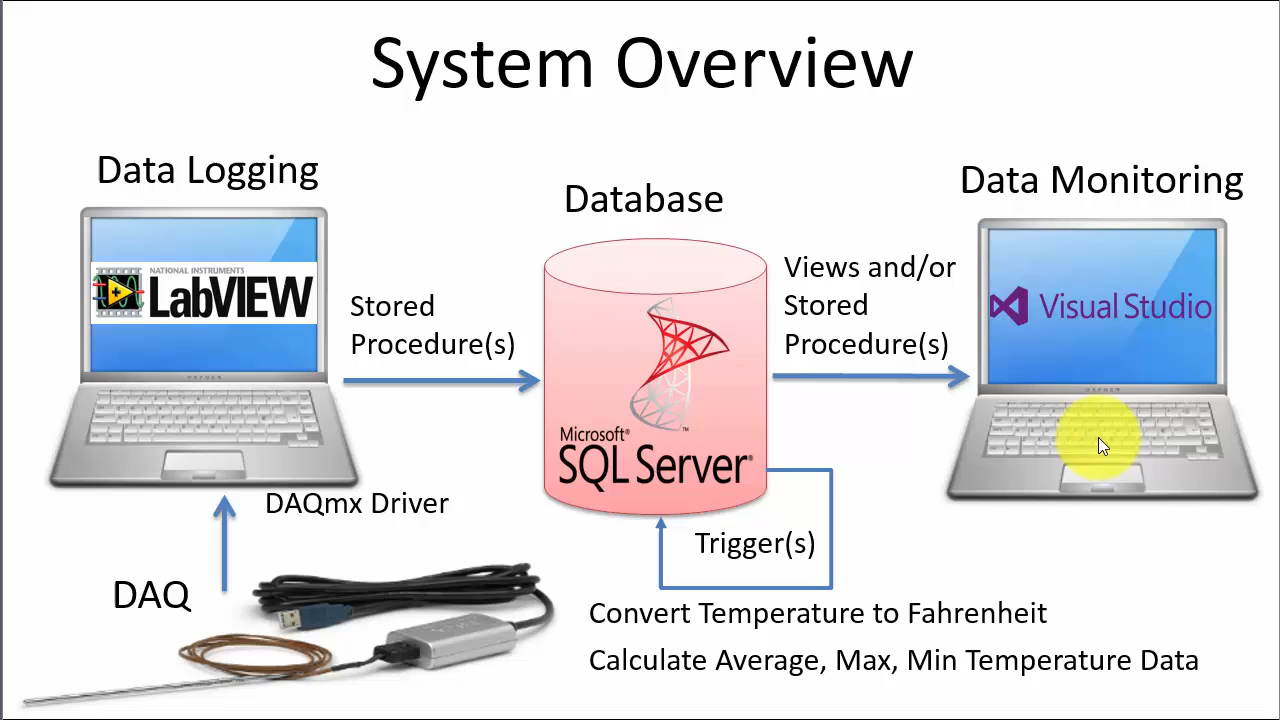 System Overview
Data Logging
Database
Data Monitoring
NATIONAL INSTRUMENTS
LabVIEW
Stored
Procedure(s)
Views and/or
Stored
Procedure(s)
Visual Studio
Microsoft®
SQL Server®
™
DAQmx Driver
DAQ
Trigger(s)
Convert Temperature to Fahrenheit
Calculate Average, Max, Min Temperature Data